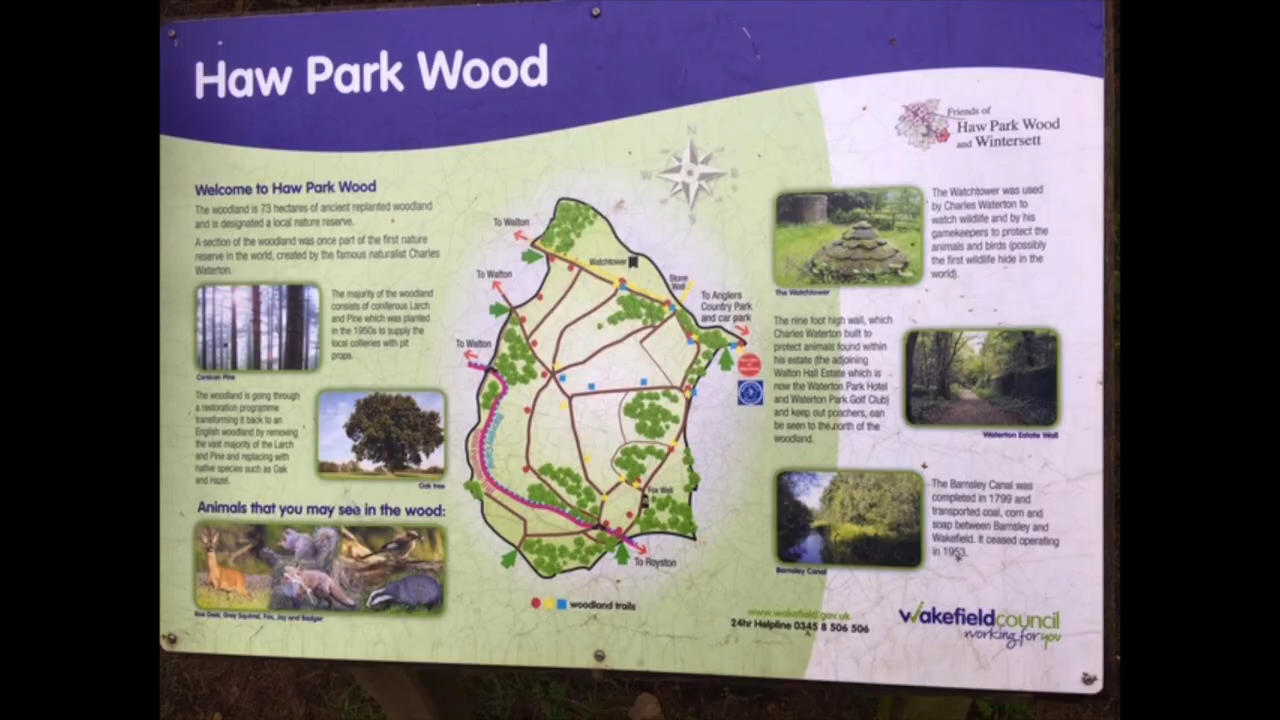 Haw Park Wood
Friends of
Haw Park Wood
and Wintersett
Welcome to Haw Park Wood
The woodland is 73 hectares of ancient replanted woodland
and is designated a local nature reserve.
A section of the woodland was once part of the first nature
reserve in the world, created by the famous naturalist Charles
Waterton.
The majority of the woodland
consists of coniferous Larch
and Pine which was planted
in the 1950s to supply the
local collieries with pit
props.
Corsican Pine
The woodland is going through
a restoration programme
transforming it back to an
English woodland by removing
the vast majority of the Larch
and Pine and replacing with
native species such as Oak
and Hazel.
Oak tree
Animals that you may see in the wood:
Roe Deer, Grey Squirrel, Fox, Jay and Badger
N
W
E
S
To Walton
Watchtower
To Walton
Stone
Wall
To Anglers
Country Park
and car park
To Walton
Fox Well
To Royston
woodland trails
The Watchtower was used
by Charles Waterton to
watch wildlife and by his
gamekeepers to protect the
animals and birds (possibly
the first wildlife hide in the
world).
The Watchtower
The nine foot high wall, which
Charles Waterton built to
protect animals found within
his estate (the adjoining
Walton Hall Estate which is
now the Waterton Park Hotel
and Waterton Park Golf Club)
and keep out poachers, can
be seen to the north of the
woodland.
Waterton Estate Wall
The Barnsley Canal was
completed in 1799 and
transported coal, corn and
soap between Barnsley and
Wakefield. It ceased operating
in 1953.
Barnsley Canal
www.wakefield.gov.uk
24hr Helpline 0345 8 506 506
wakefieldcouncil
working for you